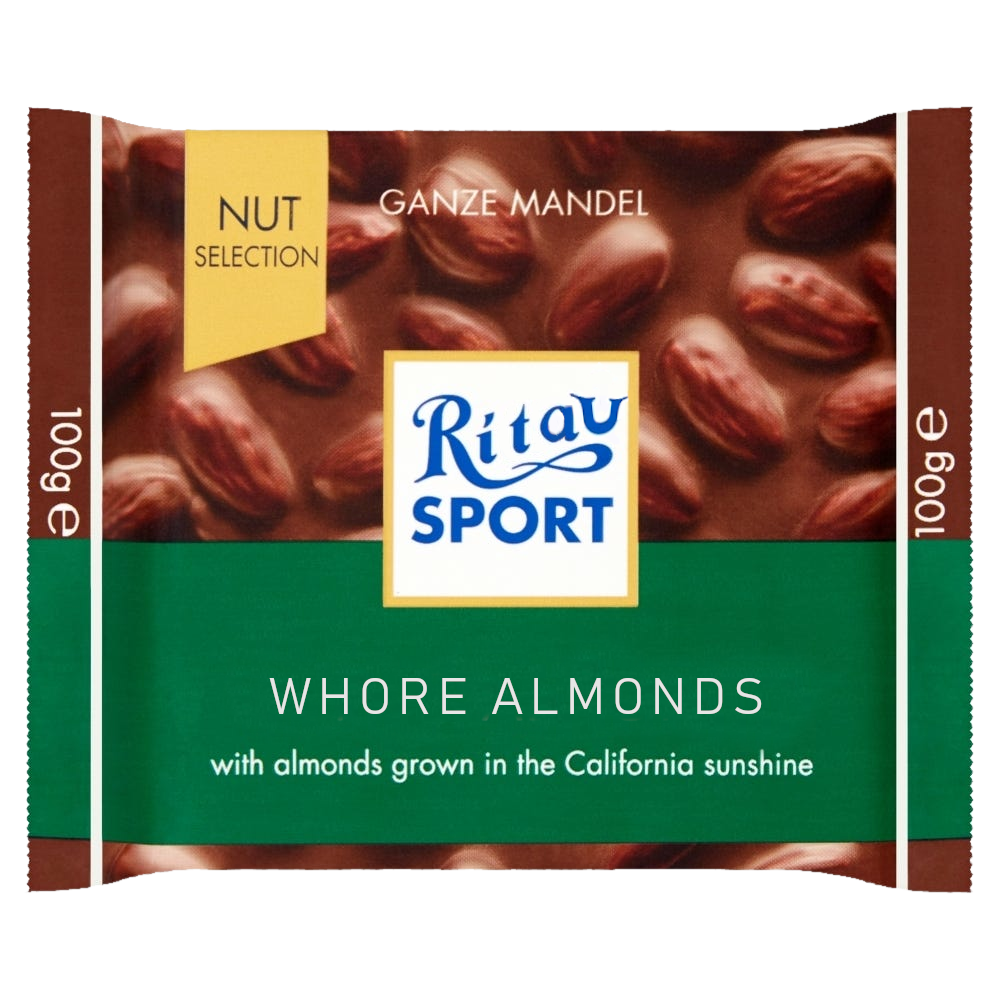 NUT
SELECTION
GANZE MANDEL
100g e
Ritau
SPORT
100g e
WHORE ALMONDS
with almonds grown in the California sunshine